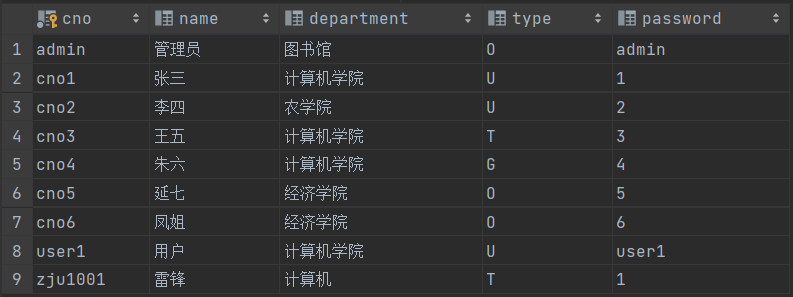 cno name department type password
1 admin 管理员 图书馆 O admin
2 cno1 张三 计算机学院 U 1
3 cno2 李四 农学院 U 2
4 cno3 王五 计算机学院 T 3
5 cno4 朱六 计算机学院 G 4
6 cno5 延七 经济学院 O 5
7 cno6 凤姐 经济学院 O 6
8 user1 用户 计算机学院 U user1
9 zju1001 雷锋 计算机 T 1